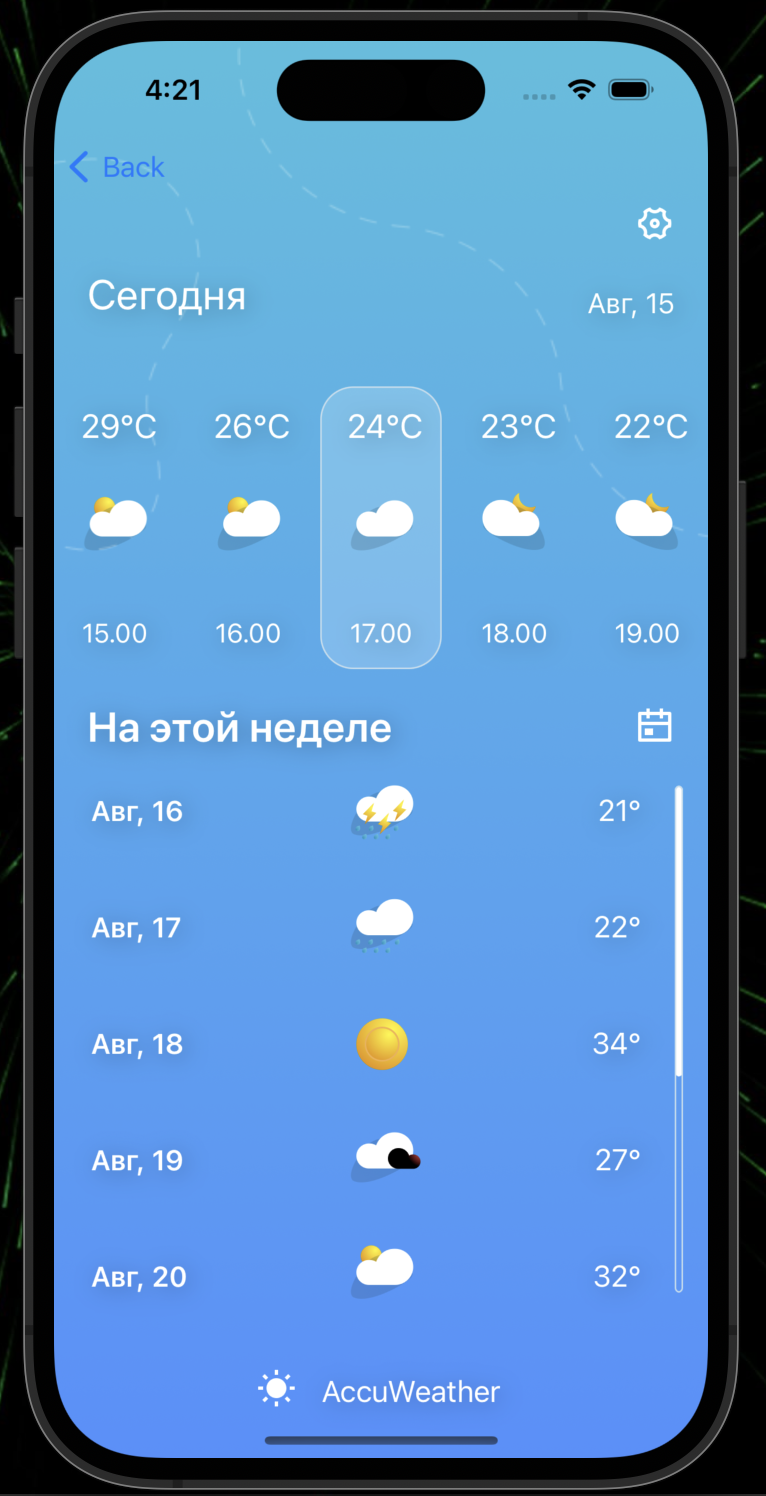 4:21
Back
Сегодня
Авг, 15
29°C 26°C 24°C 23°C 22°C
15.00 16.00 17.00 18.00 19.00
На этой неделе
Авг, 16 21°
Авг, 17 22°
Авг, 18 34°
Авг, 19 27°
Авг, 20 32°
AccuWeather